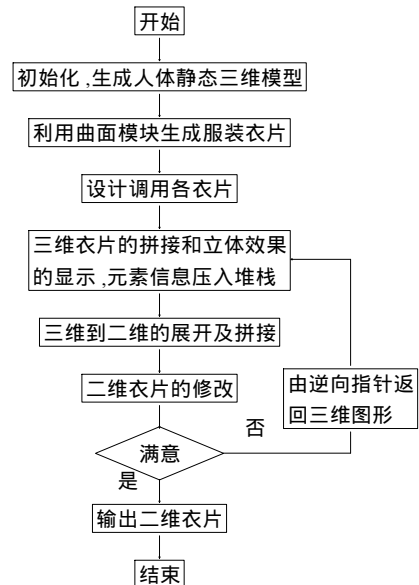 开始
初始化,生成人体静态三维模型
利用曲面模块生成服装衣片
设计调用各衣片
三维衣片的拼接和立体效果
的显示,元素信息压入堆栈
三维到二维的展开及拼接
二维衣片的修改
由逆向指针返
回三维图形
否
满意
是
输出二维衣片
结束